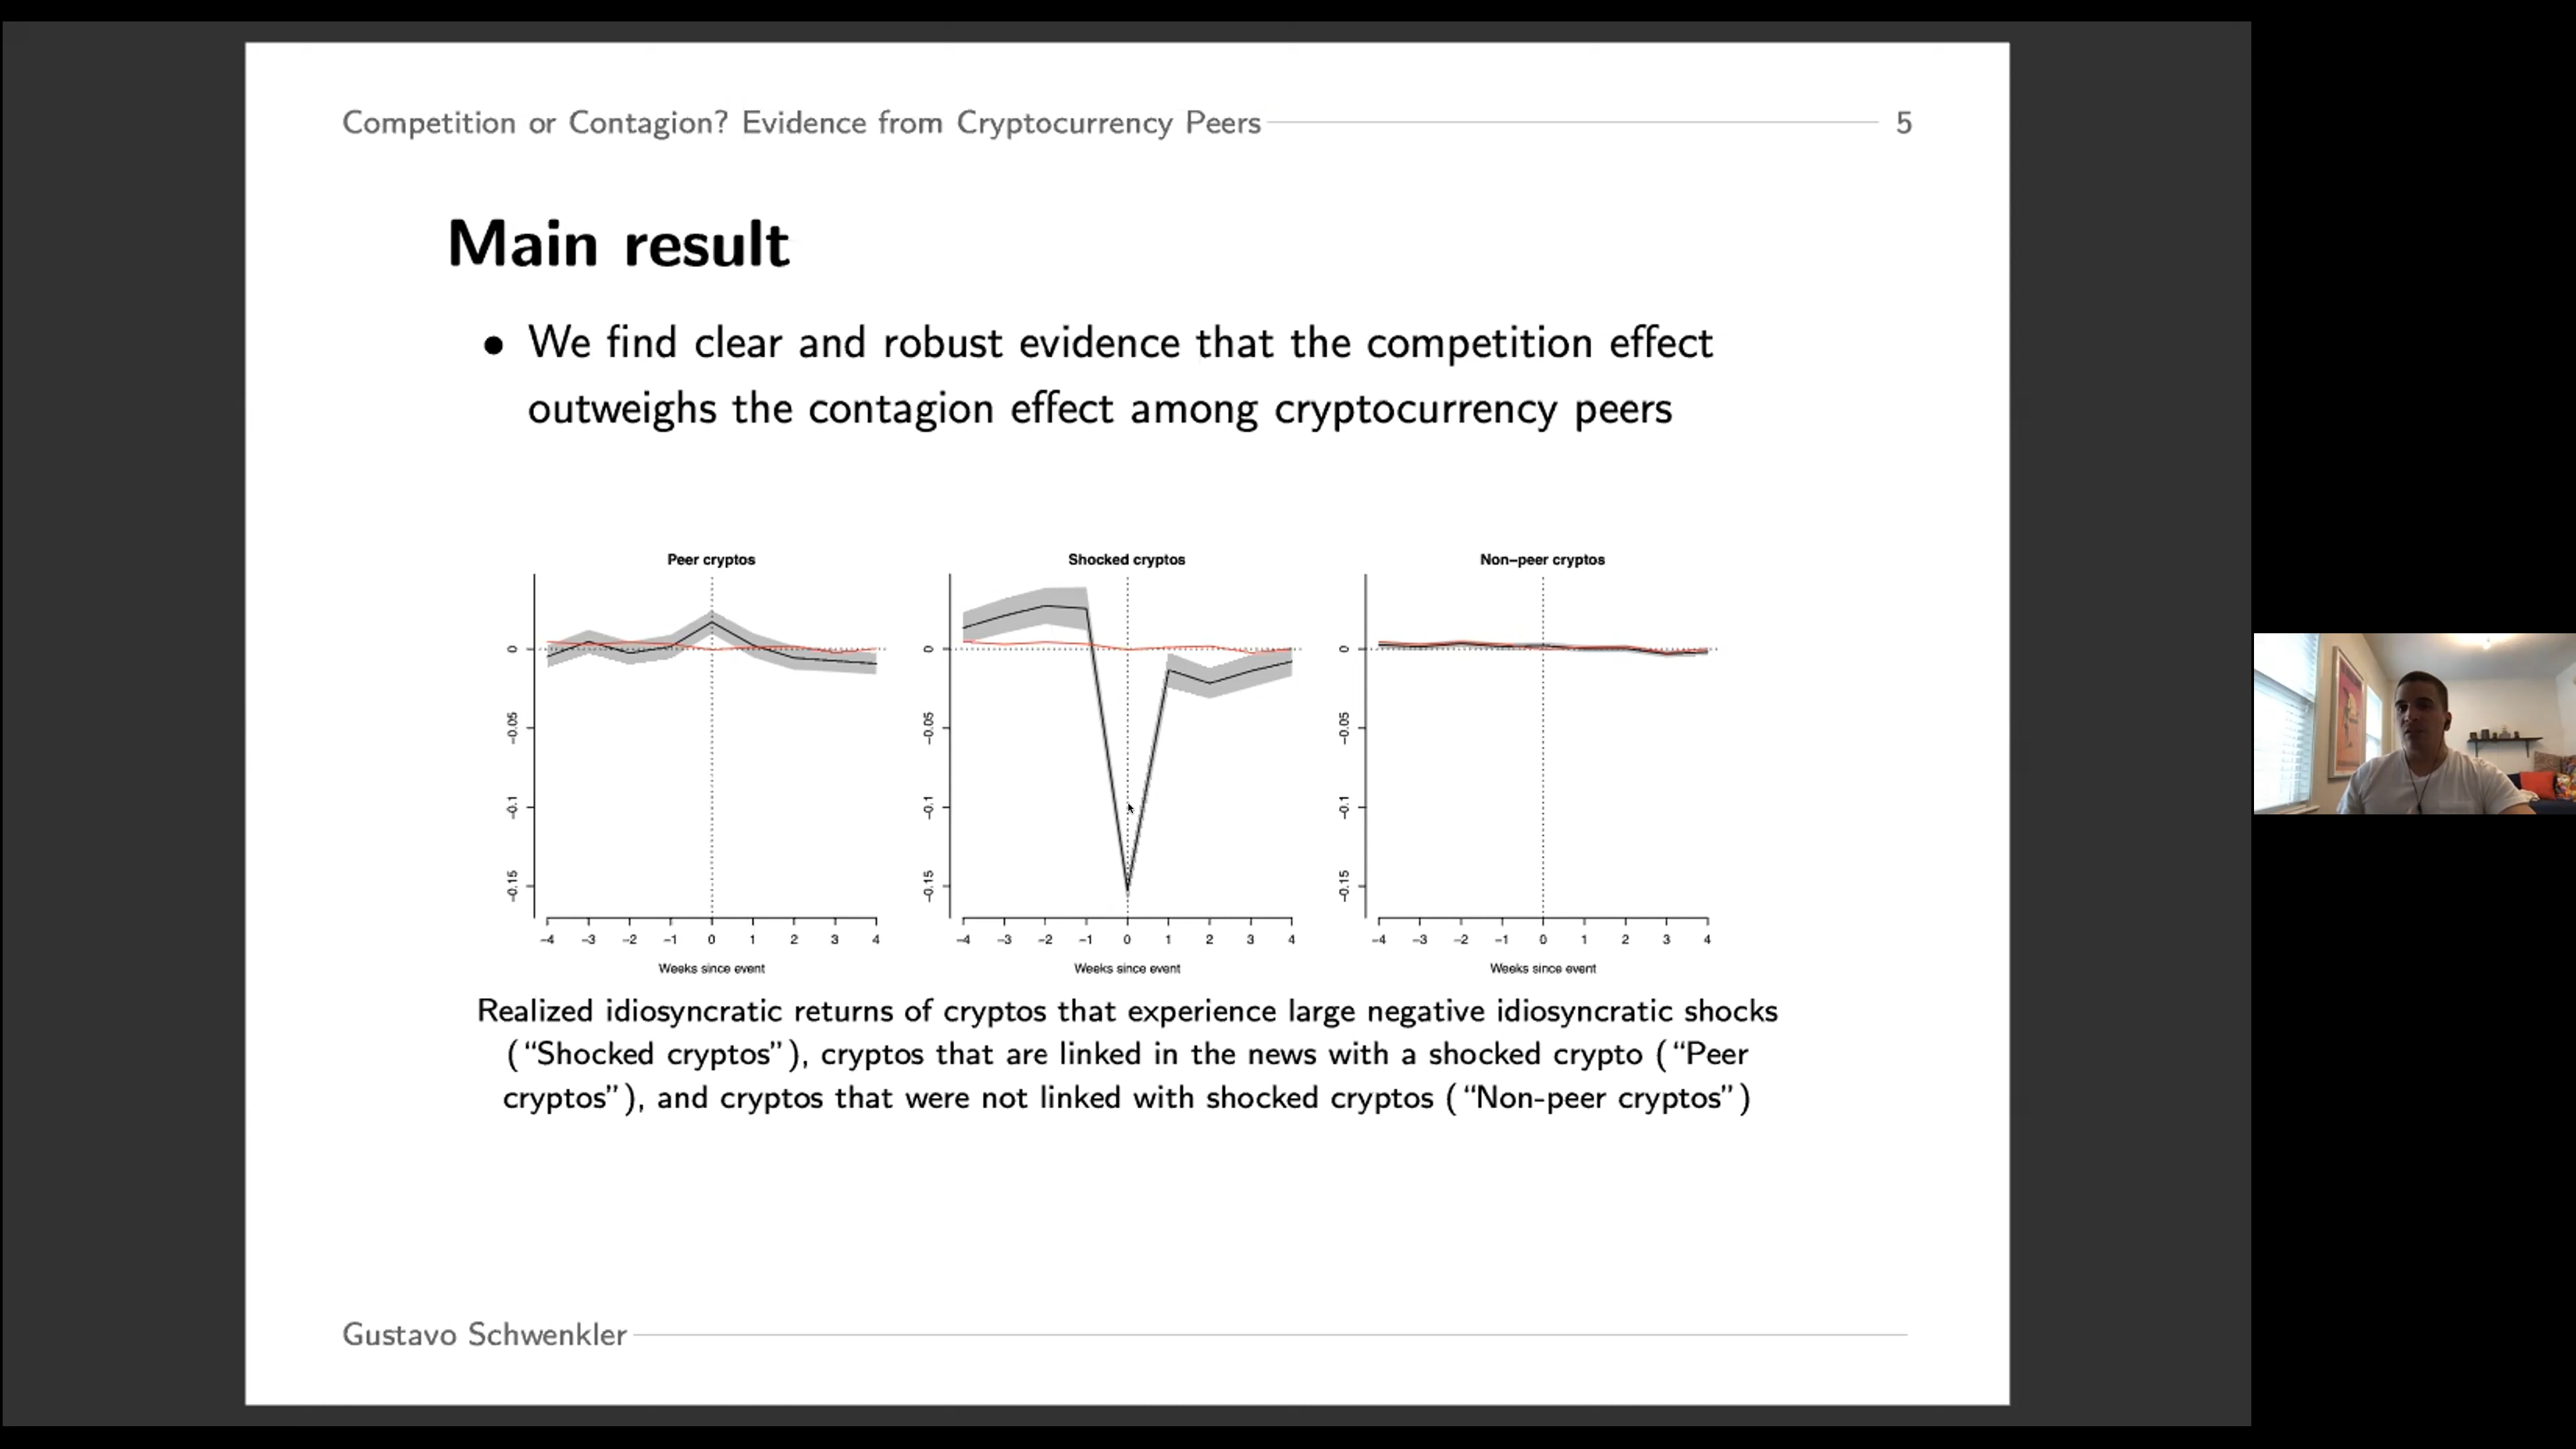 Competition or Contagion? Evidence from Cryptocurrency Peers 5
Main result
• We find clear and robust evidence that the competition effect
outweighs the contagion effect among cryptocurrency peers
Peer cryptos
0
-0.05
-0.1
-0.15
-4 -3 -2 -1 0 1 2 3 4
Weeks since event
Shocked cryptos
0
-0.05
-0.1
-0.15
-4 -3 -2 -1 0 1 2 3 4
Weeks since event
Non-peer cryptos
0
-0.05
-0.1
-0.15
-4 -3 -2 -1 0 1 2 3 4
Weeks since event
Realized idiosyncratic returns of cryptos that experience large negative idiosyncratic shocks
(“Shocked cryptos”), cryptos that are linked in the news with a shocked crypto (“Peer
cryptos”), and cryptos that were not linked with shocked cryptos (“Non-peer cryptos”)
Gustavo Schwenkler